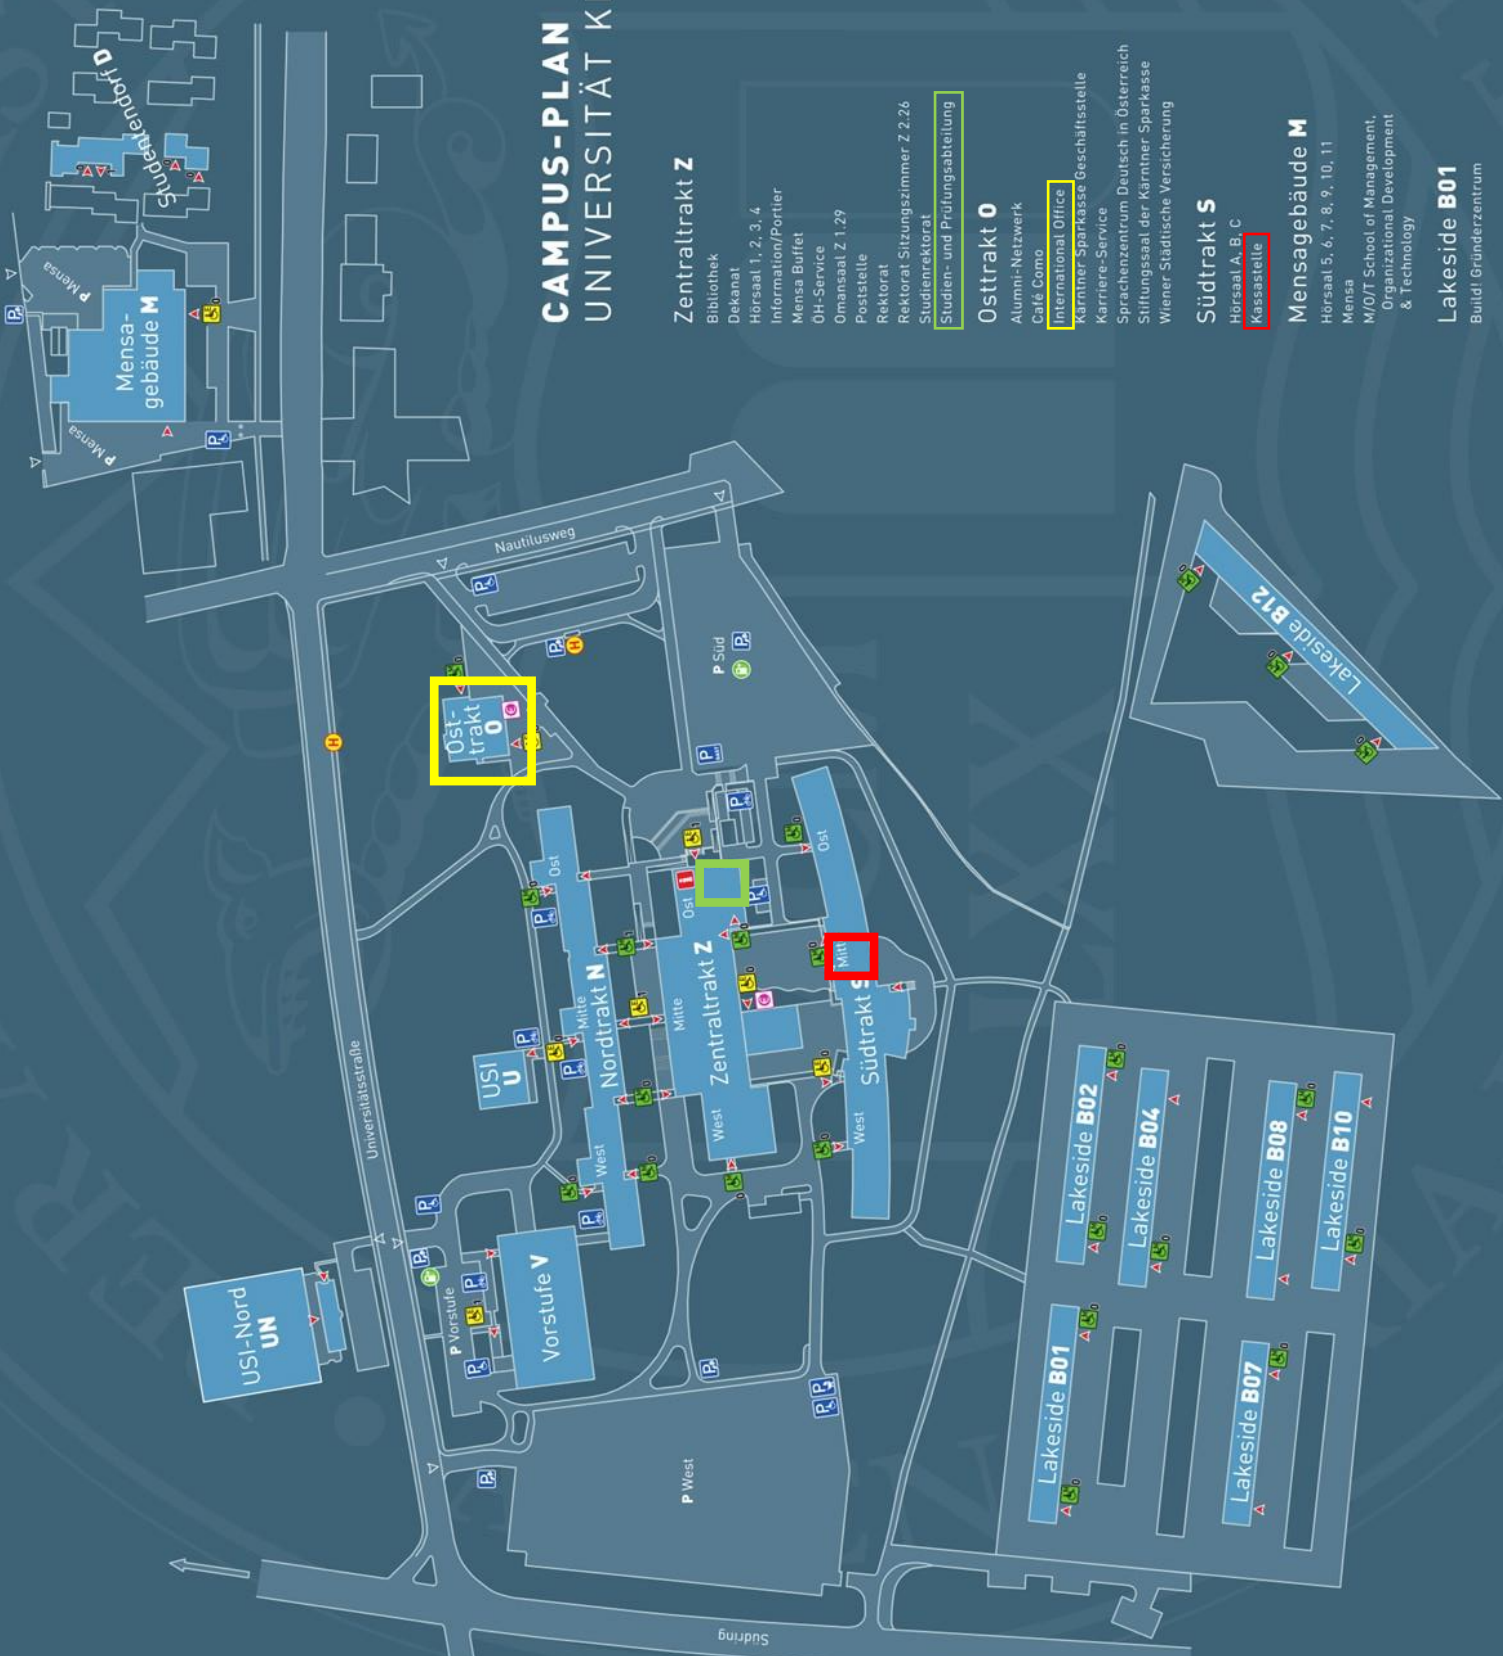 CAMPUS-PLAN
UNIVERSITÄT K
Zentraltrakt Z
Bibliothek
Dekanat
Hörsaal 1, 2, 3, 4
Information/Portier
Mensa Buffet
ÖH-Service
Omansaal Z 1.29
Poststelle
Rektorat
Rektorat Sitzungszimmer Z 2.26
Studienrektorat
Studien- und Prüfungsabteilung
Osttrakt O
Alumni-Netzwerk
Café Como
International Office
Kärntner Sparkasse Geschäftsstelle
Karriere-Service
Sprachenzentrum Deutsch in Österreich
Stiftungssaal der Kärntner Sparkasse
Wiener Städtische Versicherung
Südtrakt S
Hörsaal A, B, C
Kassastelle
Mensagebäude M
Hörsaal 5, 6, 7, 8, 9, 10, 11
Mensa
M/O/T School of Management,
Organizational Development
& Technology
Lakeside B01
Build! Gründerzentrum
Studentendorf D
P Mensa
Mensa-
gebäude M
P Mensa
Nautilusweg
Universitätsstraße
Südring
Ost-
trakt
O
P Süd
USI-Nord
UN
P Vorstufe
Vorstufe V
USI
U
West
Mitte
Ost
Nordtrakt N
West
Mitte
Ost
Zentraltrakt Z
West
Mitt
Ost
Südtrakt S
P West
Lakeside B01
Lakeside B02
Lakeside B04
Lakeside B07
Lakeside B08
Lakeside B10
Lakeside B12